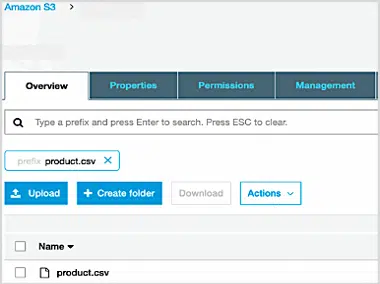 Amazon S3 >
Overview Properties Permissions Management
Type a prefix and press Enter to search. Press ESC to clear.
prefix product.csv ×
Upload + Create folder Download Actions
Name
product.csv